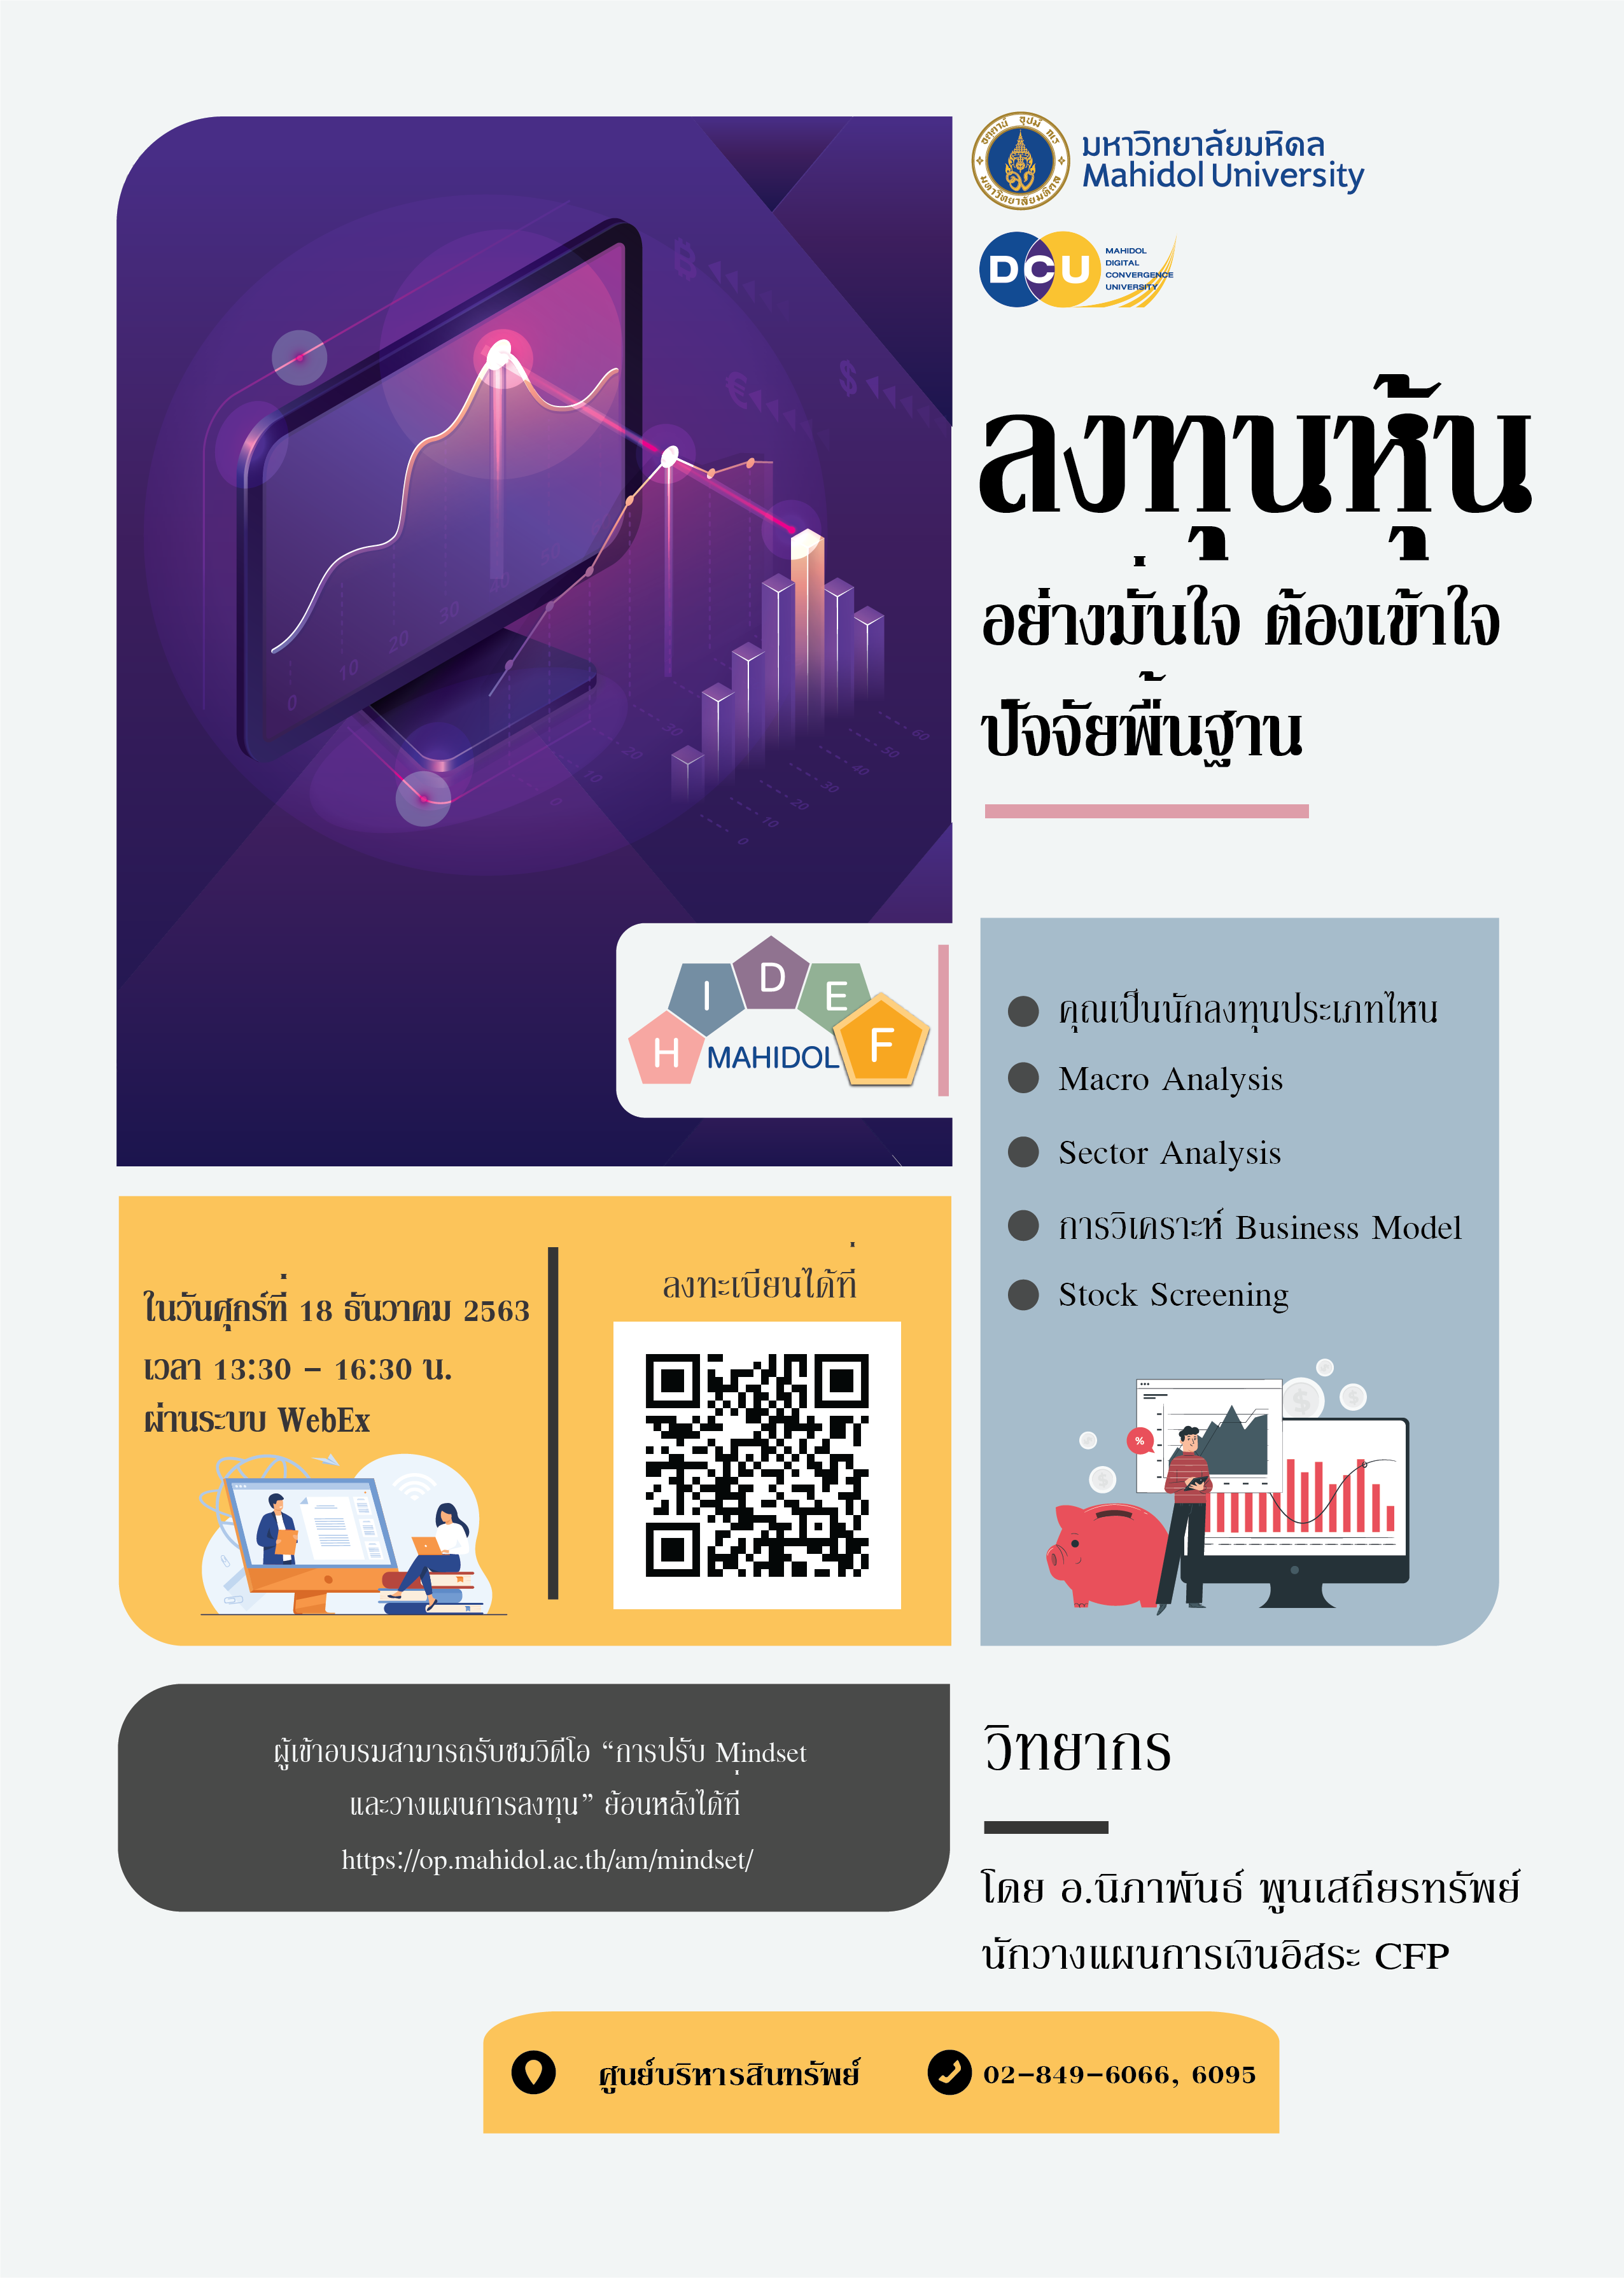 มหาวิทยาลัยมหิดล
Mahidol University
DCU
MAHIDOL
DIGITAL
CONVERGENCE
UNIVERSITY
ลงทุนหุ้น
อย่างมั่นใจ ต้องเข้าใจ
ปัจจัยพื้นฐาน
H I D E F
MAHIDOL
คุณเป็นนักลงทุนประเภทไหน
Macro Analysis
Sector Analysis
การวิเคราะห์ Business Model
Stock Screening
ในวันศุกร์ที่ 18 ธันวาคม 2563
เวลา 13:30 - 16:30 น.
ผ่านระบบ WebEx
ลงทะเบียนได้ที่
ผู้เข้าอบรมสามารถรับชมวิดีโอ “การปรับ Mindset
และวางแผนการลงทุน” ย้อนหลังได้ที่
https://op.mahidol.ac.th/am/mindset/
วิทยากร
โดย อ.นิภาพันธ์ พูนเสถียรทรัพย์
นักวางแผนการเงินอิสระ CFP
ศูนย์บริหารสินทรัพย์
02-849-6066, 6095